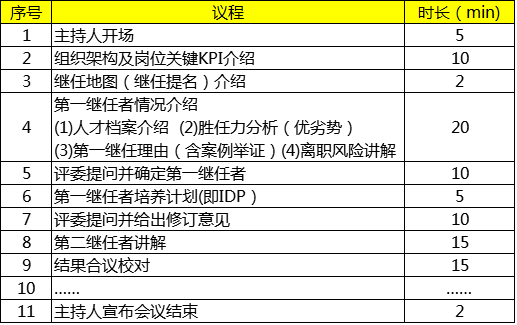 序号 议程 时长（min)
1 主持人开场 5
2 组织架构及岗位关键KPI介绍 10
3 继任地图（继任提名）介绍 2
第一继任者情况介绍
4 (1)人才档案介绍 (2)胜任力分析（优劣势） 20
(3)第一继任理由（含案例举证）(4)离职风险讲解
5 评委提问并确定第一继任者 10
6 第一继任者培养计划(即IDP） 5
7 评委提问并给出修订意见 10
8 第二继任者讲解 15
9 结果合议校对 15
10 …… ……
11 主持人宣布会议结束 2